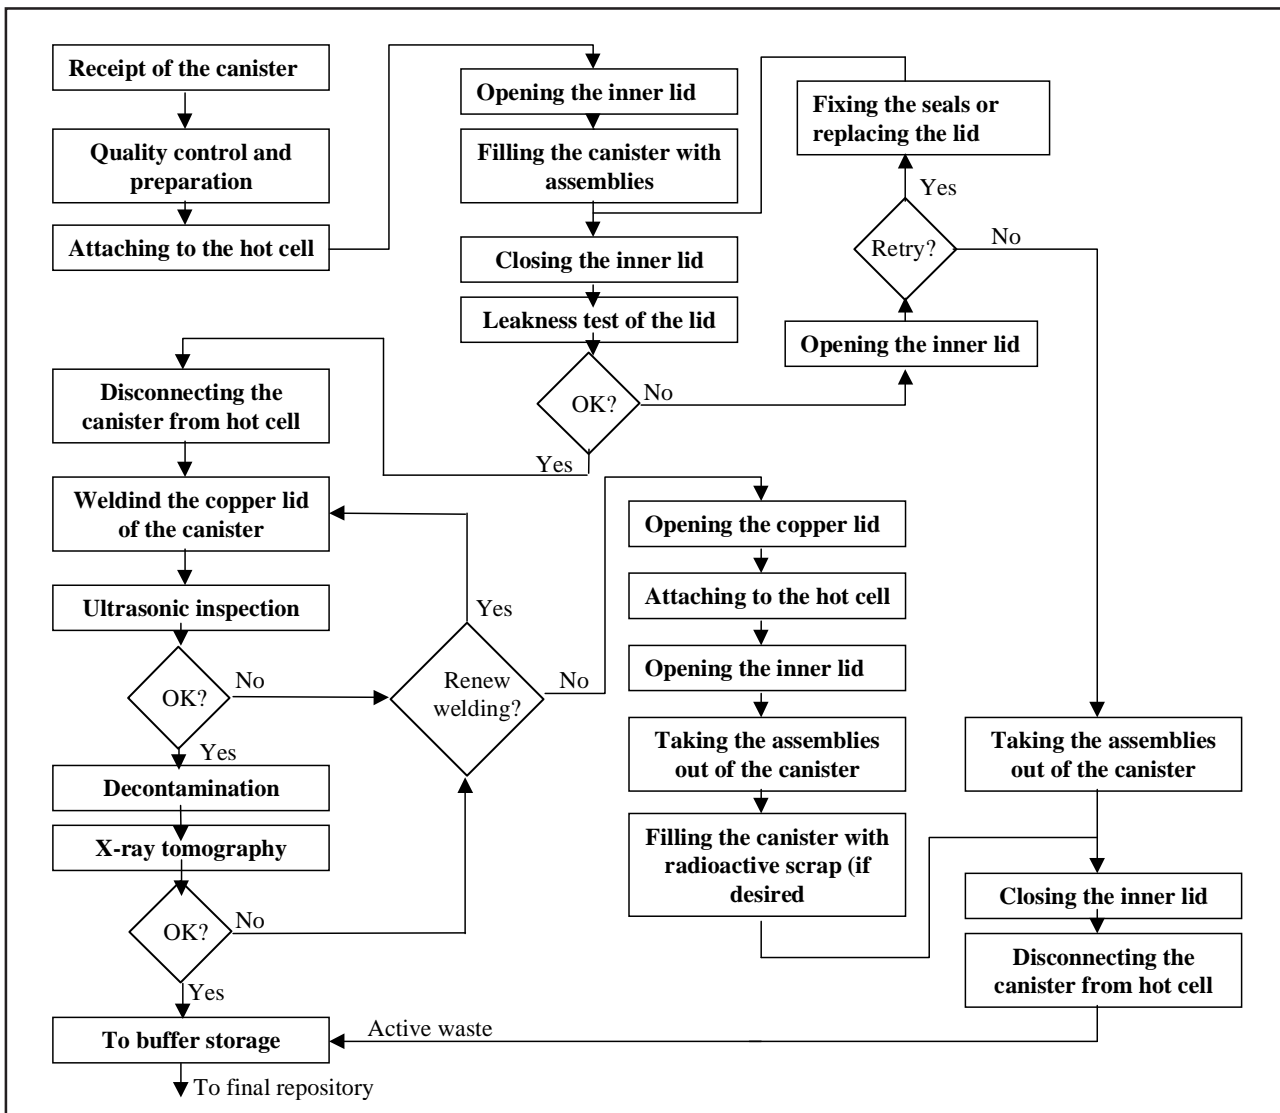 Receipt of the canister
Quality control and
preparation
Attaching to the hot cell
Opening the inner lid
Filling the canister with
assemblies
Closing the inner lid
Leakness test of the lid
OK?
No
Yes
Fixing the seals or
replacing the lid
Yes
Retry?
No
Opening the inner lid
Disconnecting the
canister from hot cell
Weldind the copper lid
of the canister
Ultrasonic inspection
OK?
No
Yes
Renew
welding?
Yes
No
Decontamination
X-ray tomography
OK?
No
Yes
To buffer storage
To final repository
Opening the copper lid
Attaching to the hot cell
Opening the inner lid
Taking the assemblies
out of the canister
Filling the canister with
radioactive scrap (if
desired
Taking the assemblies
out of the canister
Closing the inner lid
Disconnecting the
canister from hot cell
Active waste